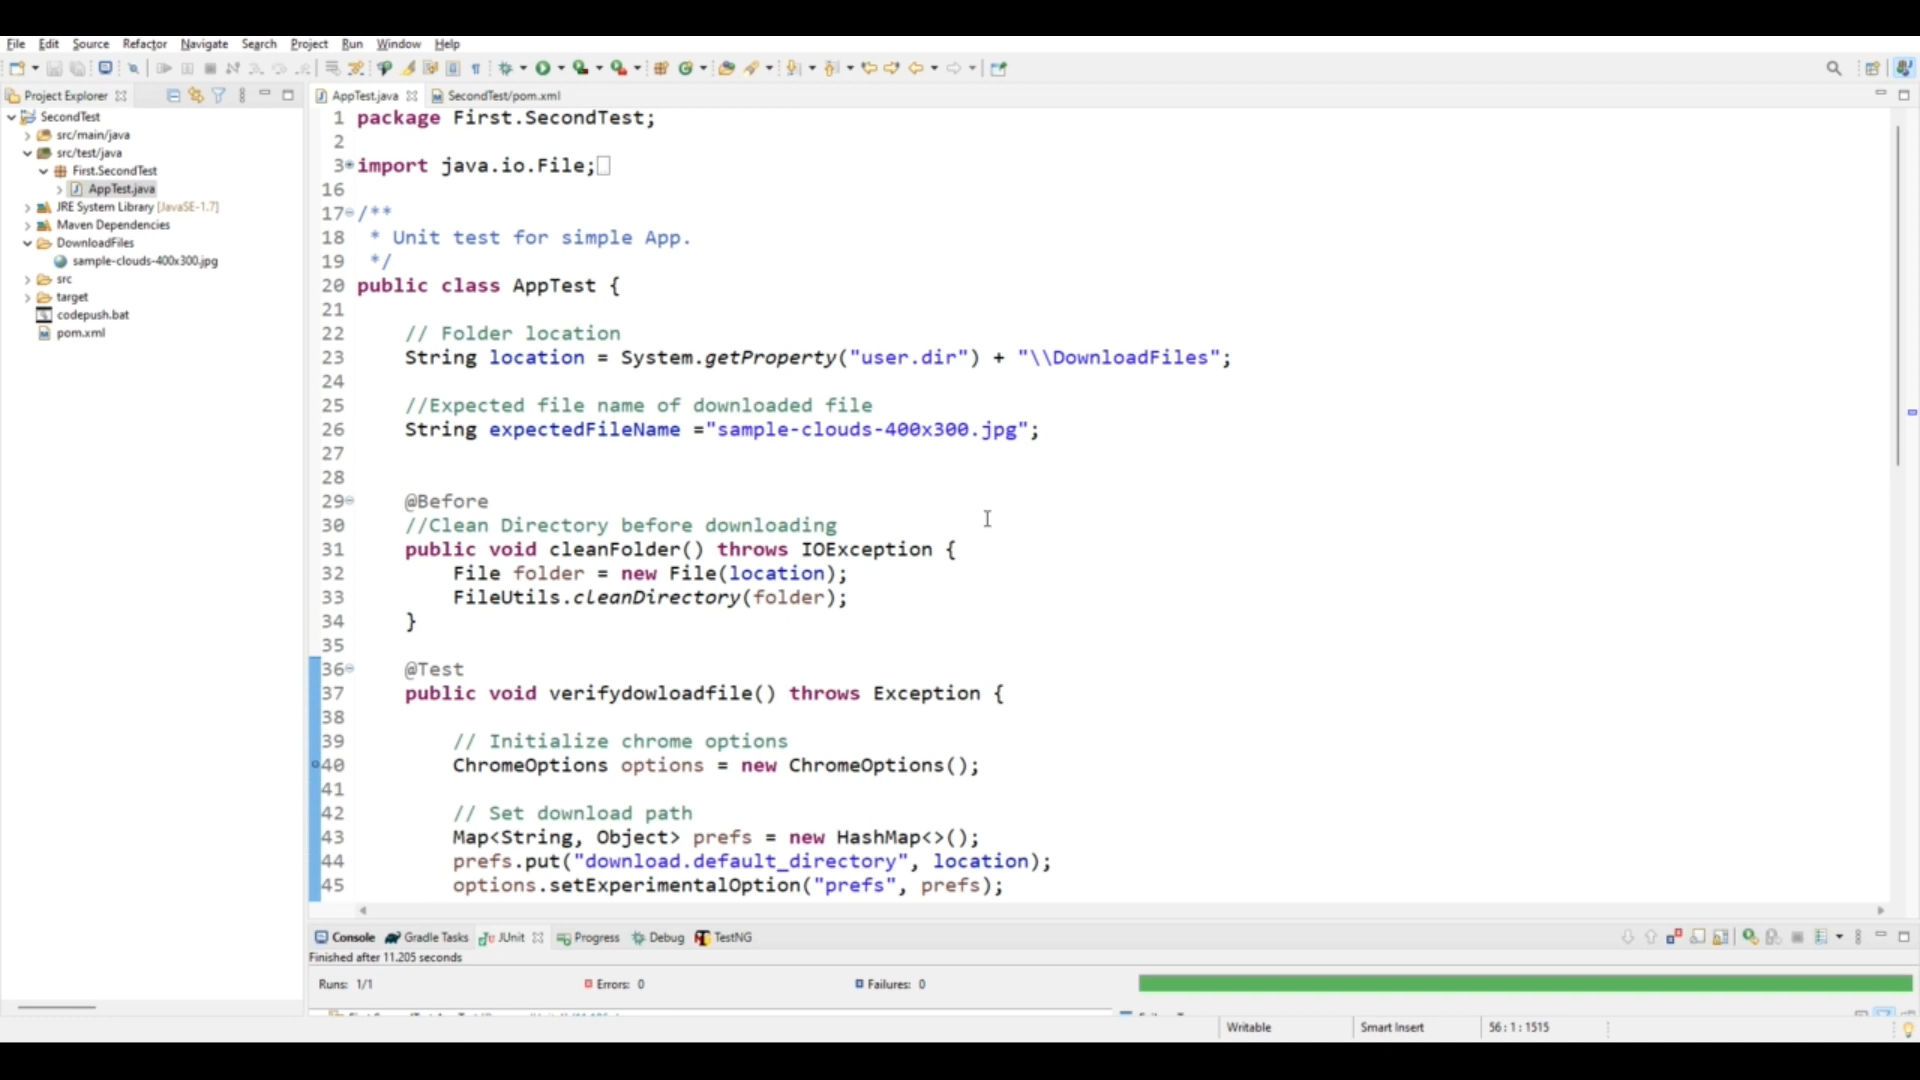 File Edit Source Refactor Navigate Search Project Run Window Help
Project Explorer
AppTest.java
SecondTest/pom.xml
SecondTest
src/main/java
src/test/java
First.SecondTest
AppTest.java
JRE System Library [JavaSE-1.7]
Maven Dependencies
DownloadFiles
sample-clouds-400x300.jpg
src
target
codepush.bat
pom.xml
1 package First.SecondTest;
2
3 import java.io.File;
16
17 /**
18 * Unit test for simple App.
19 */
20 public class AppTest {
21
22 // Folder location
23 String location = System.getProperty("user.dir") + "\\DownloadFiles";
24
25 //Expected file name of downloaded file
26 String expectedFileName ="sample-clouds-400x300.jpg";
27
28
29 @Before
30 //Clean Directory before downloading
31 public void cleanFolder() throws IOException {
32 File folder = new File(location);
33 FileUtils.cleanDirectory(folder);
34 }
35
36 @Test
37 public void verifydowloadfile() throws Exception {
38
39 // Initialize chrome options
40 ChromeOptions options = new ChromeOptions();
41
42 // Set download path
43 Map<String, Object> prefs = new HashMap<>();
44 prefs.put("download.default_directory", location);
45 options.setExperimentalOption("prefs", prefs);
Console Gradle Tasks JUnit Progress Debug TestNG
Finished after 11.205 seconds
Runs: 1/1 Errors: 0 Failures: 0
Writable Smart Insert 56 : 1 : 1515